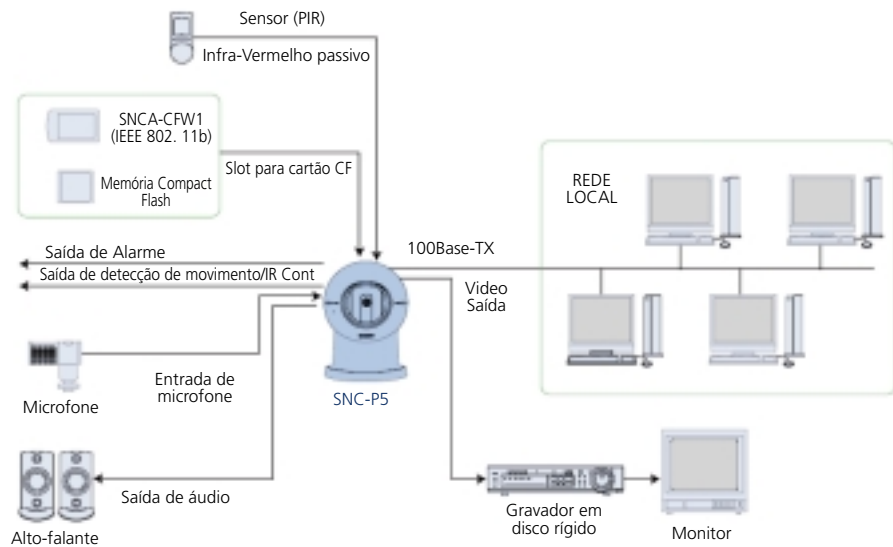 Sensor (PIR)
Infra-Vermelho passivo
SNCA-CFW1
(IEEE 802. 11b)
Memória Compact
Flash
Slot para cartão CF
REDE
LOCAL
Saída de Alarme
Saída de detecção de movimento/IR Cont
100Base-TX
Video
Saída
Microfone
Entrada de
microfone
SNC-P5
Saída de áudio
Alto-falante
Gravador em
disco rígido
Monitor